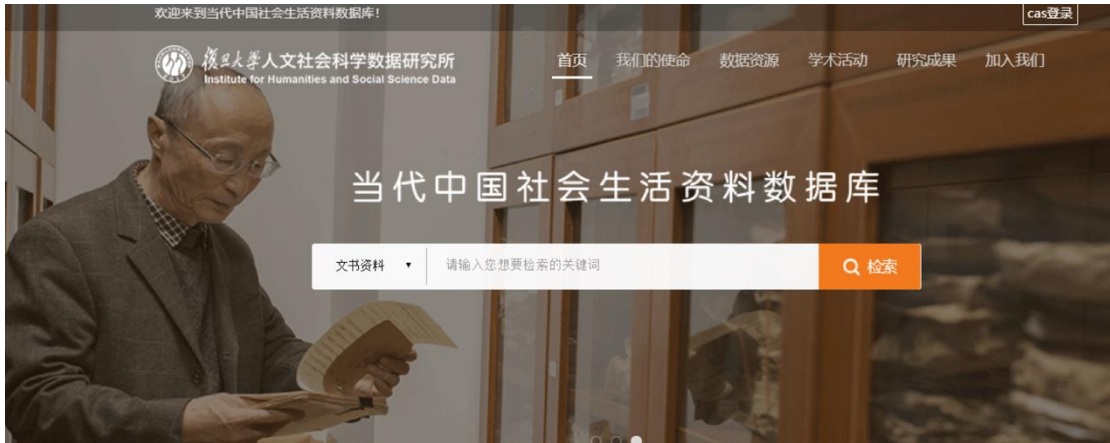 欢迎来到当代中国社会生活资料数据库!
cas登录
復旦大学人文社会科学数据研究所
Institute for Humanities and Social Science Data
首页 我们的使命 数据资源 学术活动 研究成果 加入我们
当代中国社会生活资料数据库
文书资料 请输入您想要检索的关键词 检索